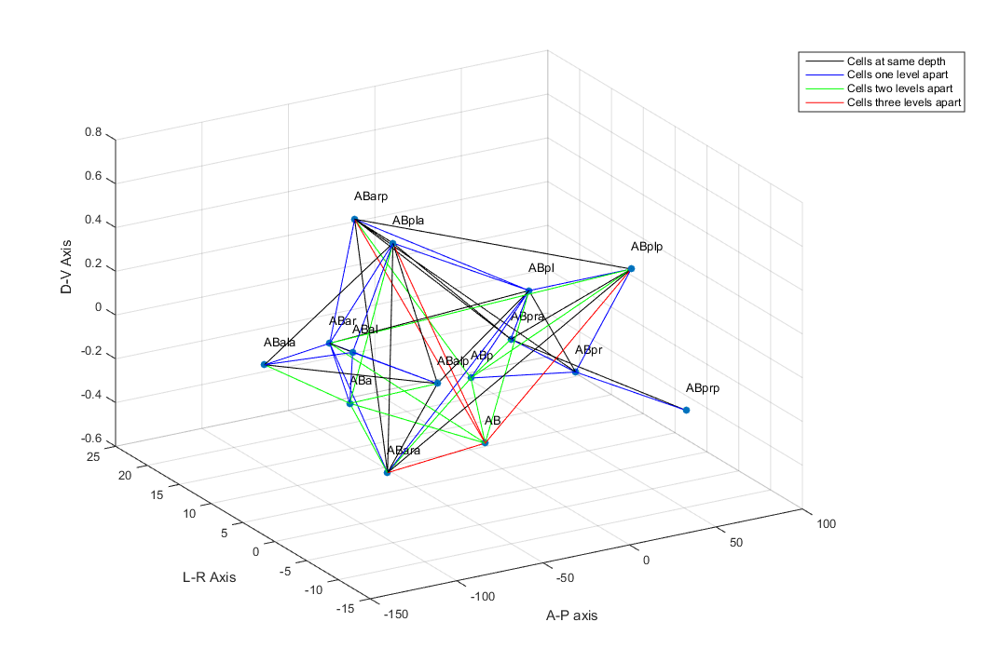 Cells at same depth
Cells one level apart
Cells two levels apart
Cells three levels apart
0.8
0.6
0.4
0.2
0
-0.2
-0.4
-0.6
D-V Axis
25
20
15
10
5
0
-5
-10
-15
L-R Axis
-150
-100
-50
0
50
100
A-P axis
ABarp
ABpla
ABplp
ABpl
ABpra
ABar
ABal
ABala
ABpr
ABalp
ABp
ABa
ABprp
AB
ABara